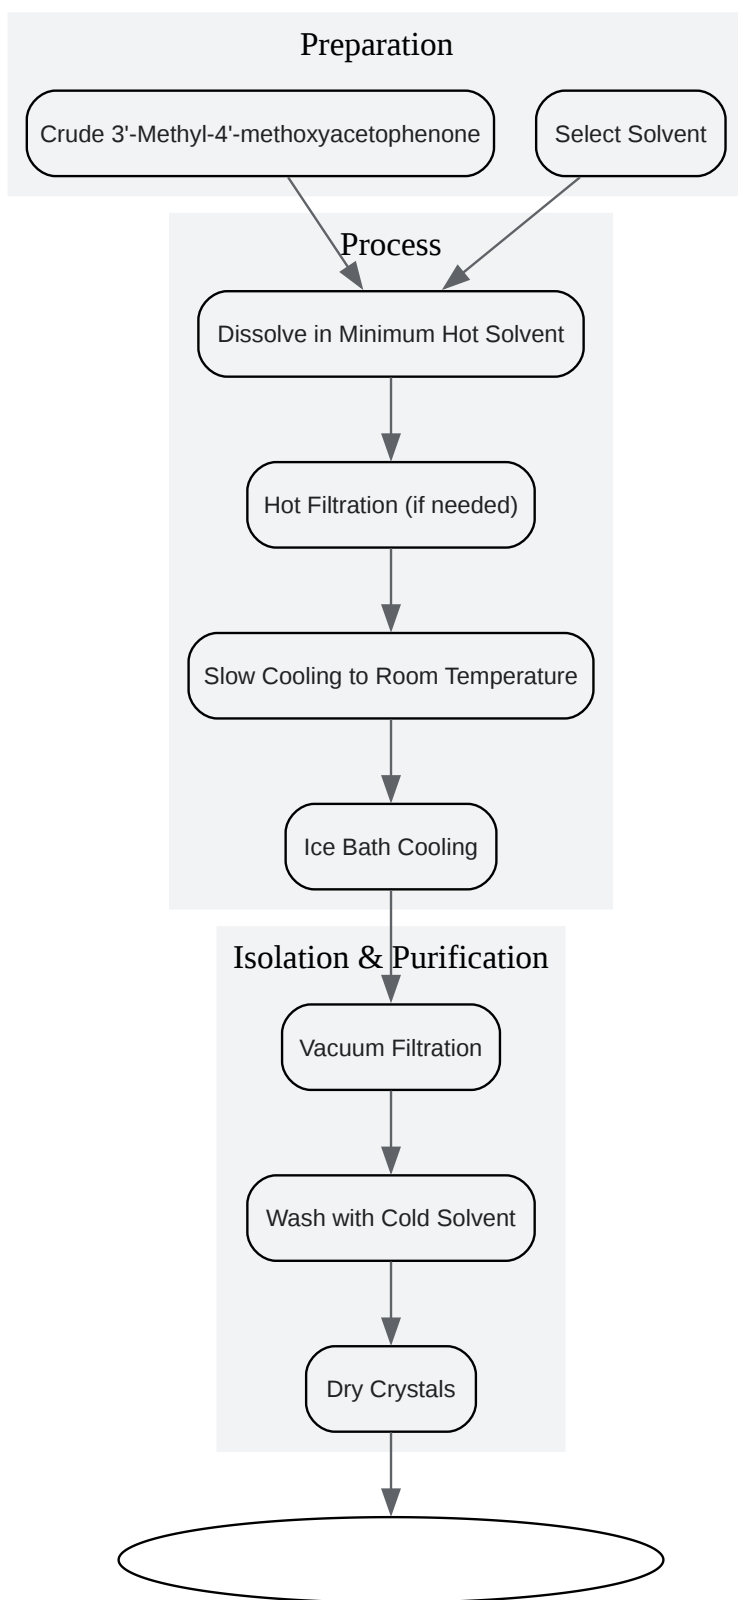 Preparation
Crude 3'-Methyl-4'-methoxyacetophenone
Select Solvent
Process
Dissolve in Minimum Hot Solvent
Hot Filtration (if needed)
Slow Cooling to Room Temperature
Ice Bath Cooling
Isolation & Purification
Vacuum Filtration
Wash with Cold Solvent
Dry Crystals